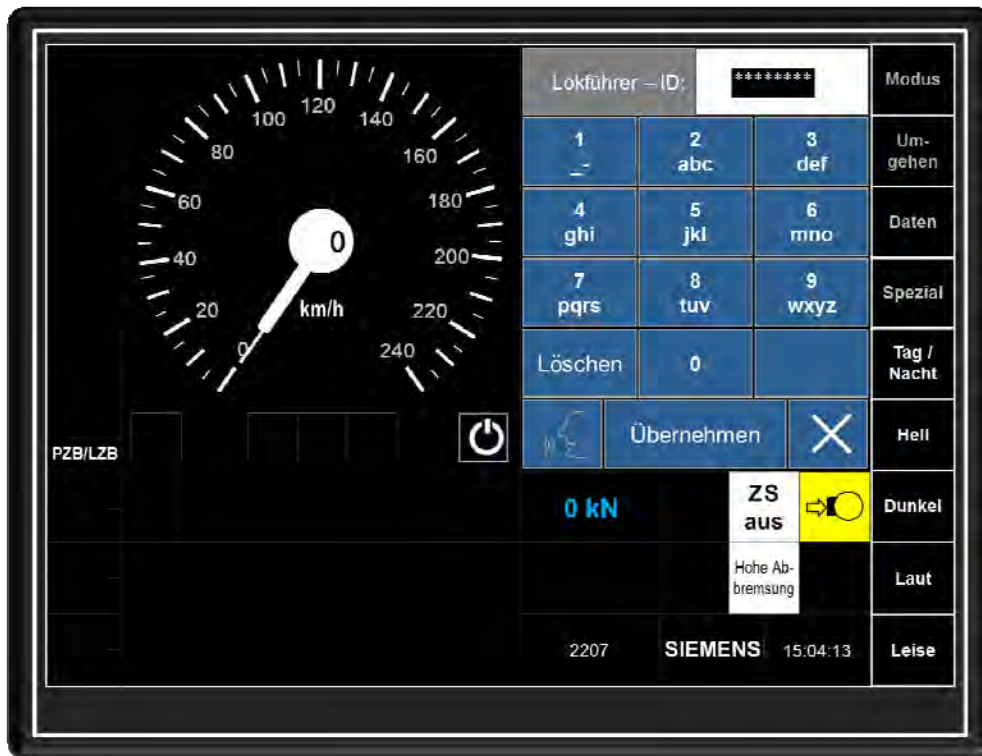 0
20
40
60
80
100
120
140
160
180
200
220
240
0
km/h
PZB/LZB
Lokführer – ID: ********
1
_-
2
abc
3
def
4
ghi
5
jkl
6
mno
7
pqrs
8
tuv
9
wxyz
Löschen
0
Übernehmen
0 kN
ZS
aus
Hohe Ab-
bremsung
2207
SIEMENS
15:04:13
Modus
Um-
gehen
Daten
Spezial
Tag /
Nacht
Hell
Dunkel
Laut
Leise